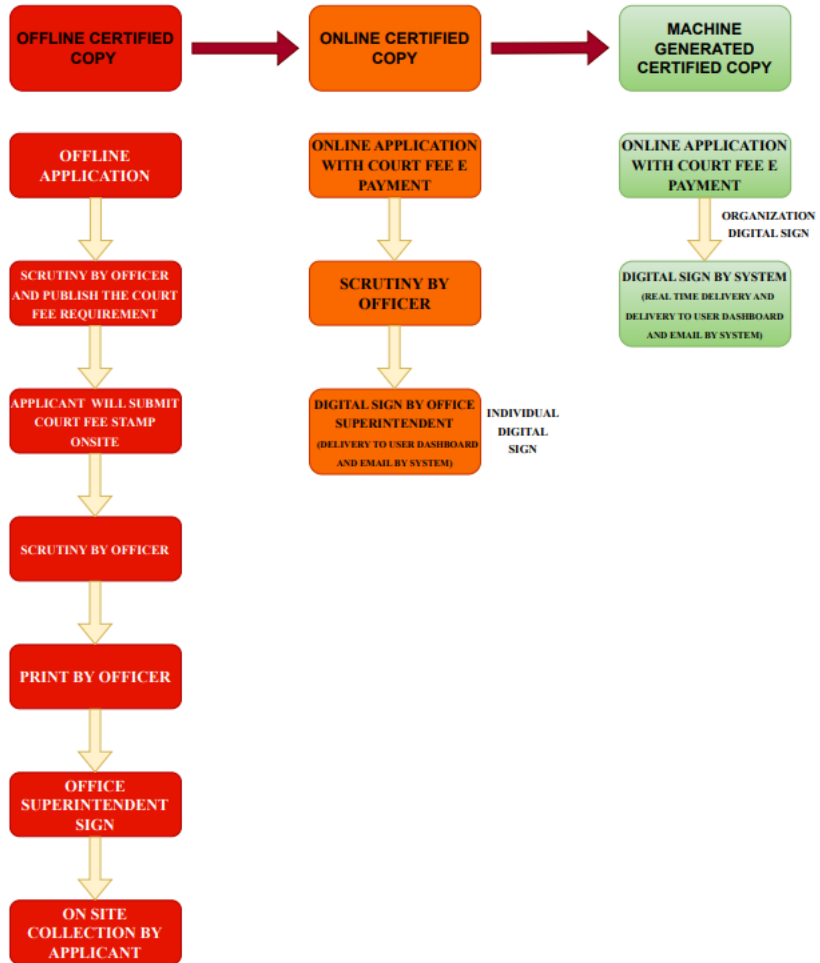 OFFLINE CERTIFIED
COPY
ONLINE CERTIFIED
COPY
MACHINE
GENERATED
CERTIFIED COPY
OFFLINE
APPLICATION
SCRUTINY BY OFFICER
AND PUBLISH THE COURT
FEE REQUIREMENT
APPLICANT WILL SUBMIT
COURT FEE STAMP
ONSITE
SCRUTINY BY OFFICER
PRINT BY OFFICER
OFFICE
SUPERINTENDENT
SIGN
ON SITE
COLLECTION BY
APPLICANT
ONLINE APPLICATION
WITH COURT FEE E
PAYMENT
SCRUTINY BY
OFFICER
DIGITAL SIGN BY OFFICE
SUPERINTENDENT
(DELIVERY TO USER DASHBOARD
AND EMAIL BY SYSTEM)
INDIVIDUAL
DIGITAL
SIGN
ONLINE APPLICATION
WITH COURT FEE E
PAYMENT
ORGANIZATION
DIGITAL SIGN
DIGITAL SIGN BY SYSTEM
(REAL TIME DELIVERY AND
DELIVERY TO USER DASHBOARD
AND EMAIL BY SYSTEM)